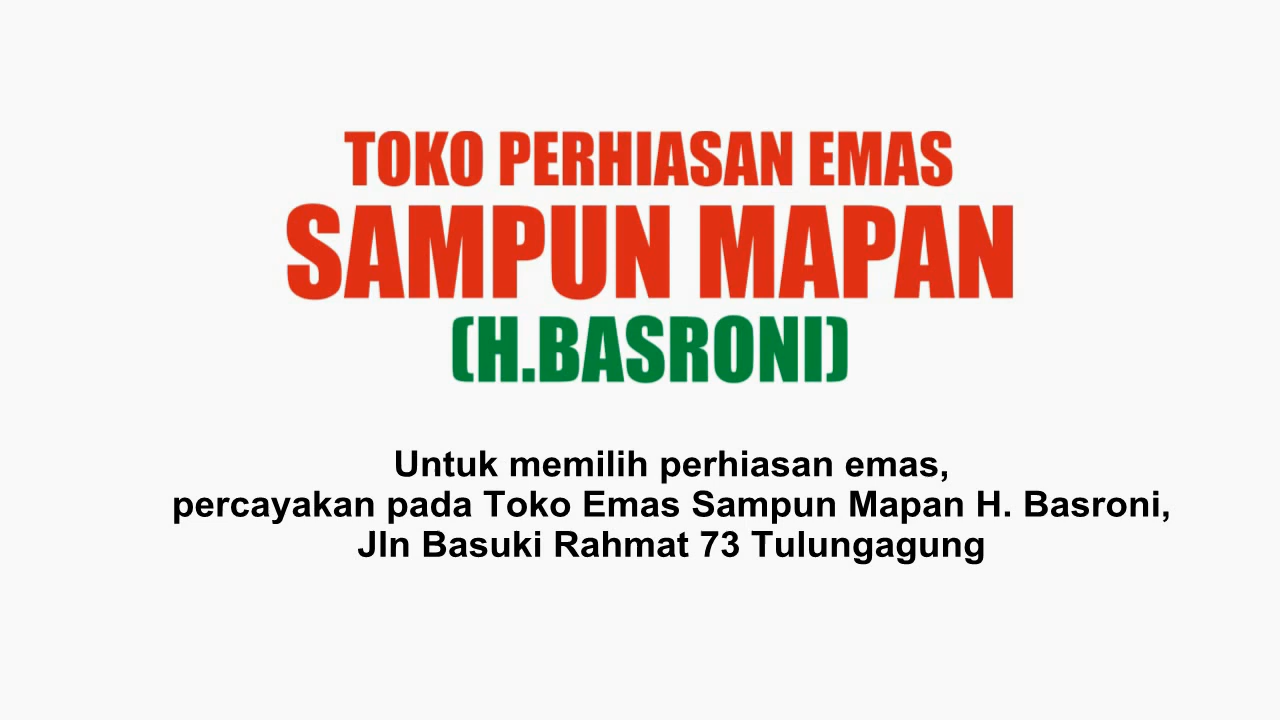 TOKO PERHIASAN EMAS
SAMPUN MAPAN
(H.BASRONI)
Untuk memilih perhiasan emas,
percayakan pada Toko Emas Sampun Mapan H. Basroni,
Jln Basuki Rahmat 73 Tulungagung